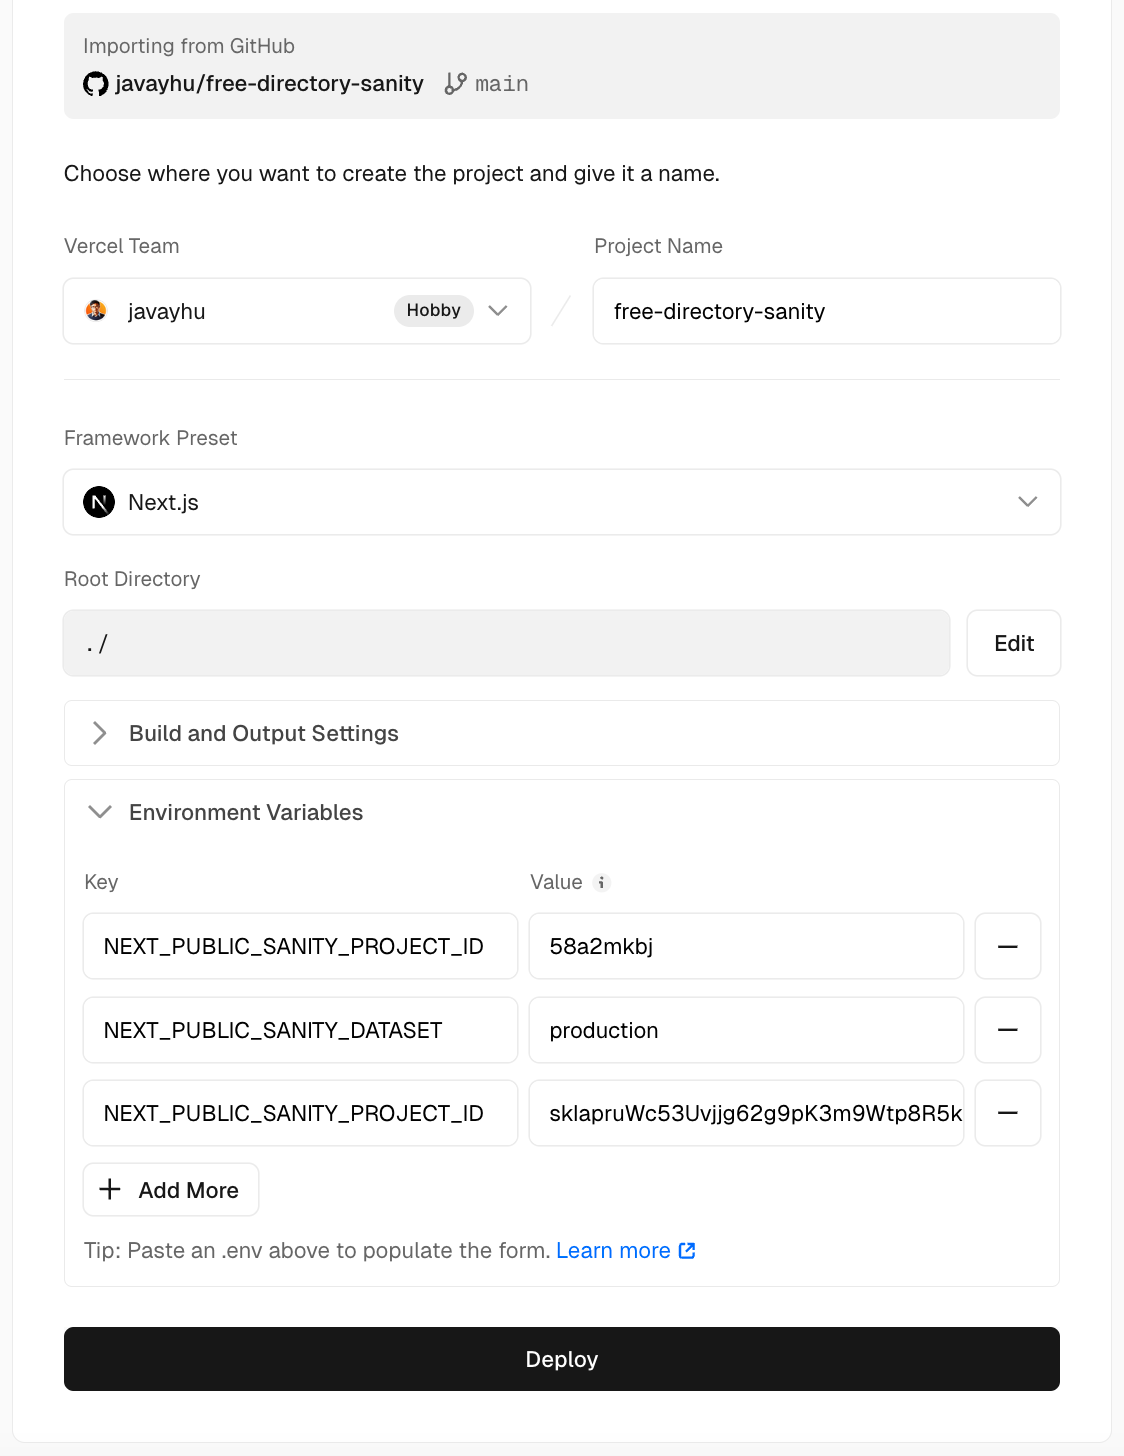 Importing from GitHub
javayhu/free-directory-sanity main
Choose where you want to create the project and give it a name.
Vercel Team
Project Name
javayhu Hobby
free-directory-sanity
Framework Preset
Next.js
Root Directory
./
Edit
Build and Output Settings
Environment Variables
Key Value
NEXT_PUBLIC_SANITY_PROJECT_ID 58a2mkbj
NEXT_PUBLIC_SANITY_DATASET production
NEXT_PUBLIC_SANITY_PROJECT_ID sklapruWc53Uvjjg62g9pK3m9Wtp8R5k
Add More
Tip: Paste an .env above to populate the form. Learn more
Deploy